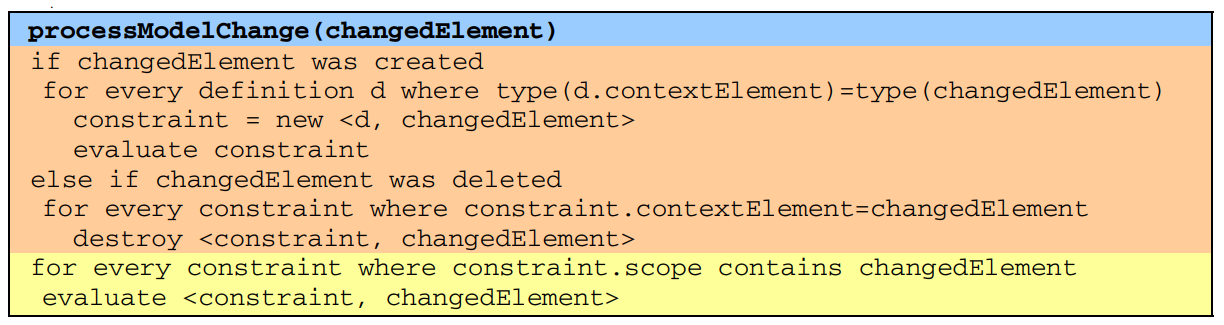 processModelChange(changedElement)
if changedElement was created
for every definition d where type(d.contextElement)=type(changedElement)
constraint = new <d, changedElement>
evaluate constraint
else if changedElement was deleted
for every constraint where constraint.contextElement=changedElement
destroy <constraint, changedElement>
for every constraint where constraint.scope contains changedElement
evaluate <constraint, changedElement>